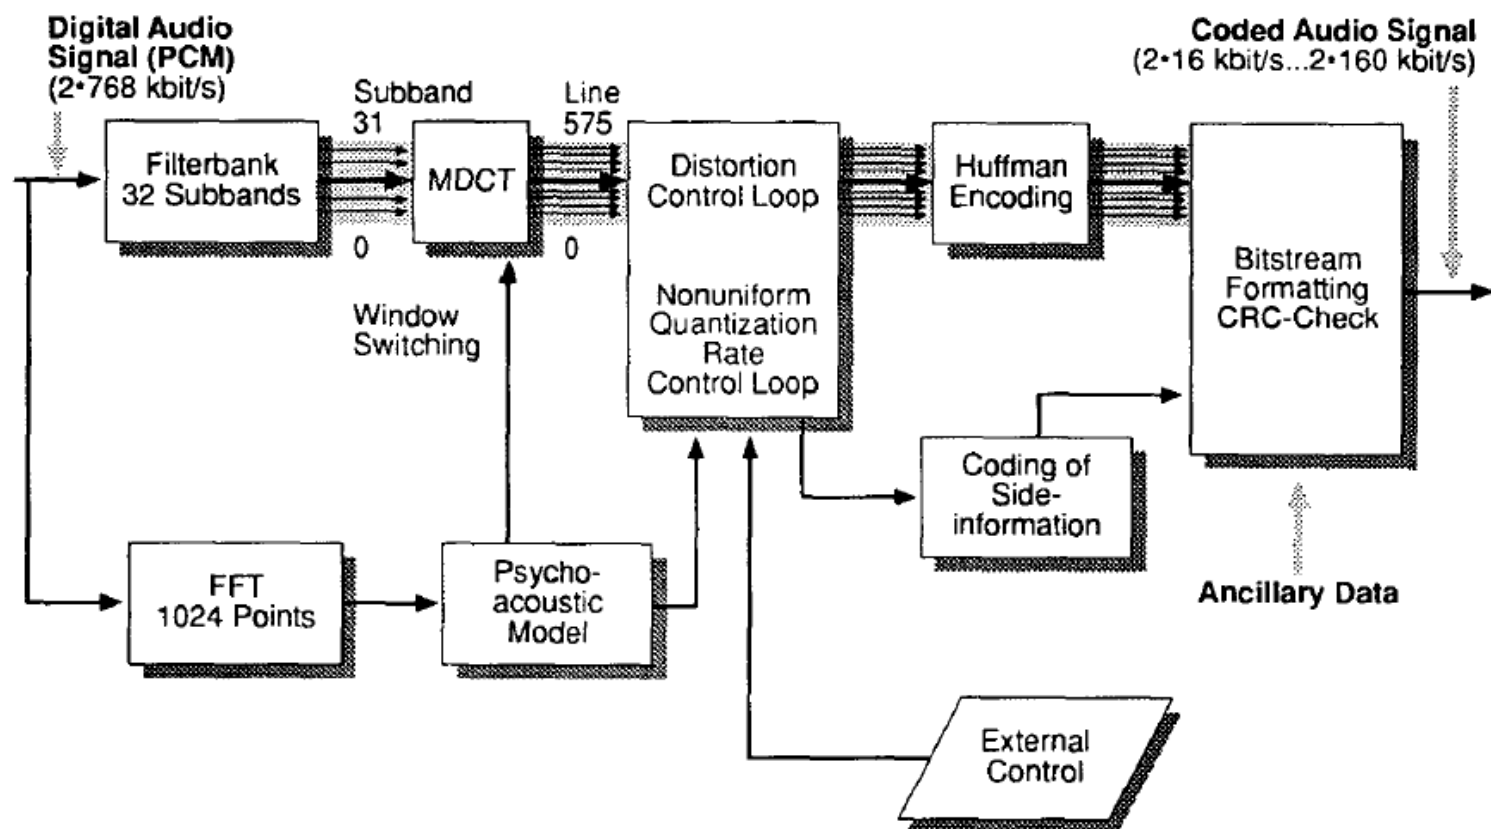 Digital Audio
Signal (PCM)
(2•768 kbit/s)
Coded Audio Signal
(2•16 kbit/s...2•160 kbit/s)
Subband
31
0
Line
575
0
Filterbank
32 Subbands
MDCT
Distortion
Control Loop
Nonuniform
Quantization
Rate
Control Loop
Huffman
Encoding
Bitstream
Formatting
CRC-Check
Window
Switching
Coding of
Side-
information
FFT
1024 Points
Psycho-
acoustic
Model
Ancillary Data
External
Control